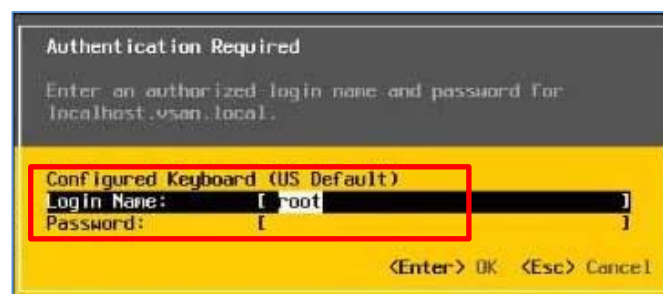 Authentication Required
Enter an authorized login name and password for
localhost.vsan.local.
Configured Keyboard (US Default)
Login Name: [ root ]
Password: [ ]
<Enter> OK <Esc> Cancel